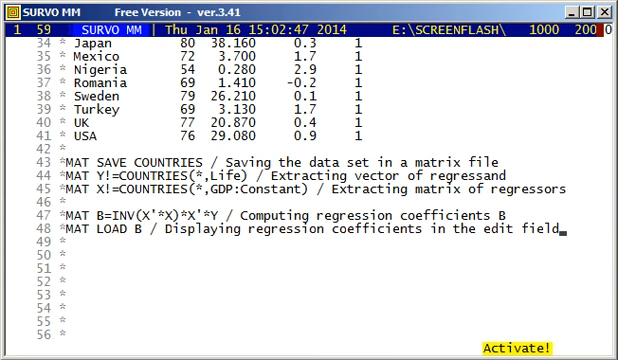 SURVO MM Free Version - ver.3.41
1 59 SURVO MM Thu Jan 16 15:02:47 2014 E:\SCREENFLASH\ 1000 200 0
34 * Japan 80 38.160 0.3 1
35 * Mexico 72 3.700 1.7 1
36 * Nigeria 54 0.280 2.9 1
37 * Romania 69 1.410 -0.2 1
38 * Sweden 79 26.210 0.1 1
39 * Turkey 69 3.130 1.7 1
40 * UK 77 20.870 0.4 1
41 * USA 76 29.080 0.9 1
42 *
43 *MAT SAVE COUNTRIES / Saving the data set in a matrix file
44 *MAT Y!=COUNTRIES(*,Life) / Extracting vector of regressand
45 *MAT X!=COUNTRIES(*,GDP:Constant) / Extracting matrix of regressors
46 *
47 *MAT B=INV(X'*X)*X'*Y / Computing regression coefficients B
48 *MAT LOAD B / Displaying regression coefficients in the edit field_
49 *
50 *
51 *
52 *
53 *
54 *
55 *
56 *
Activate!